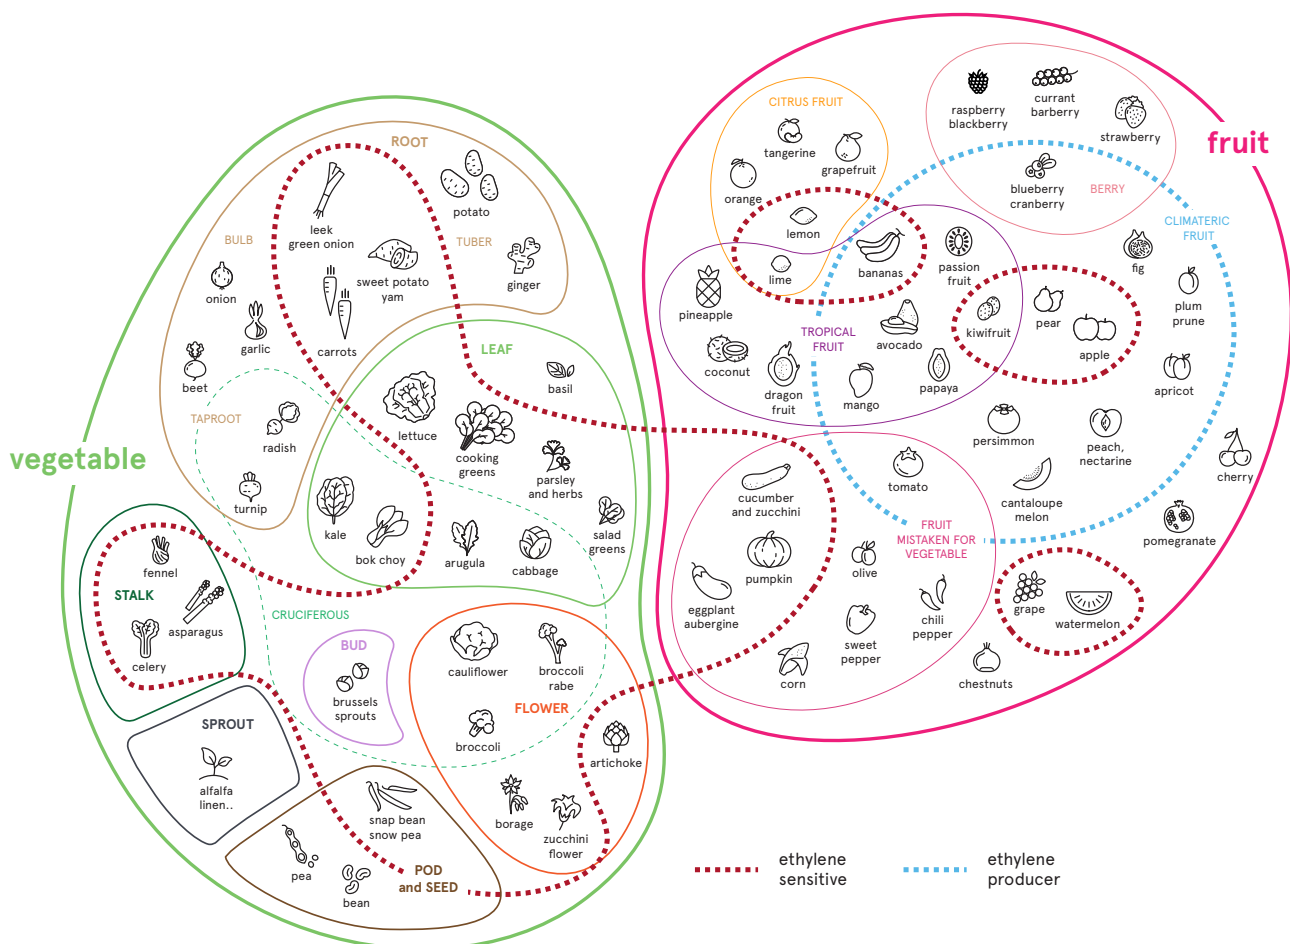 vegetable
ROOT
leek
green onion
potato
BULB
TUBER
onion
sweet potato
yam
ginger
garlic
carrots
beet
TAPROOT
radish
turnip
LEAF
basil
lettuce
cooking
greens
parsley
and herbs
kale
bok choy
arugula
cabbage
salad
greens
STALK
fennel
asparagus
celery
CRUCIFEROUS
BUD
brussels
sprouts
SPROUT
alfalfa
linen..
FLOWER
cauliflower
broccoli
rabe
broccoli
artichoke
borage
zucchini
flower
POD
and SEED
snap bean
snow pea
pea
bean
fruit
CITRUS FRUIT
tangerine
grapefruit
orange
lemon
lime
BERRY
raspberry
blackberry
currant
barberry
strawberry
blueberry
cranberry
CLIMATERIC
FRUIT
TROPICAL
FRUIT
bananas
passion
fruit
pineapple
kiwifruit
avocado
coconut
dragon
fruit
mango
papaya
pear
apple
fig
plum
prune
apricot
persimmon
peach,
nectarine
cantaloupe
melon
cherry
pomegranate
FRUIT
MISTAKEN FOR
VEGETABLE
cucumber
and zucchini
tomato
pumpkin
olive
eggplant
aubergine
chili
pepper
sweet
pepper
corn
grape
watermelon
chestnuts
ethylene
sensitive
ethylene
producer